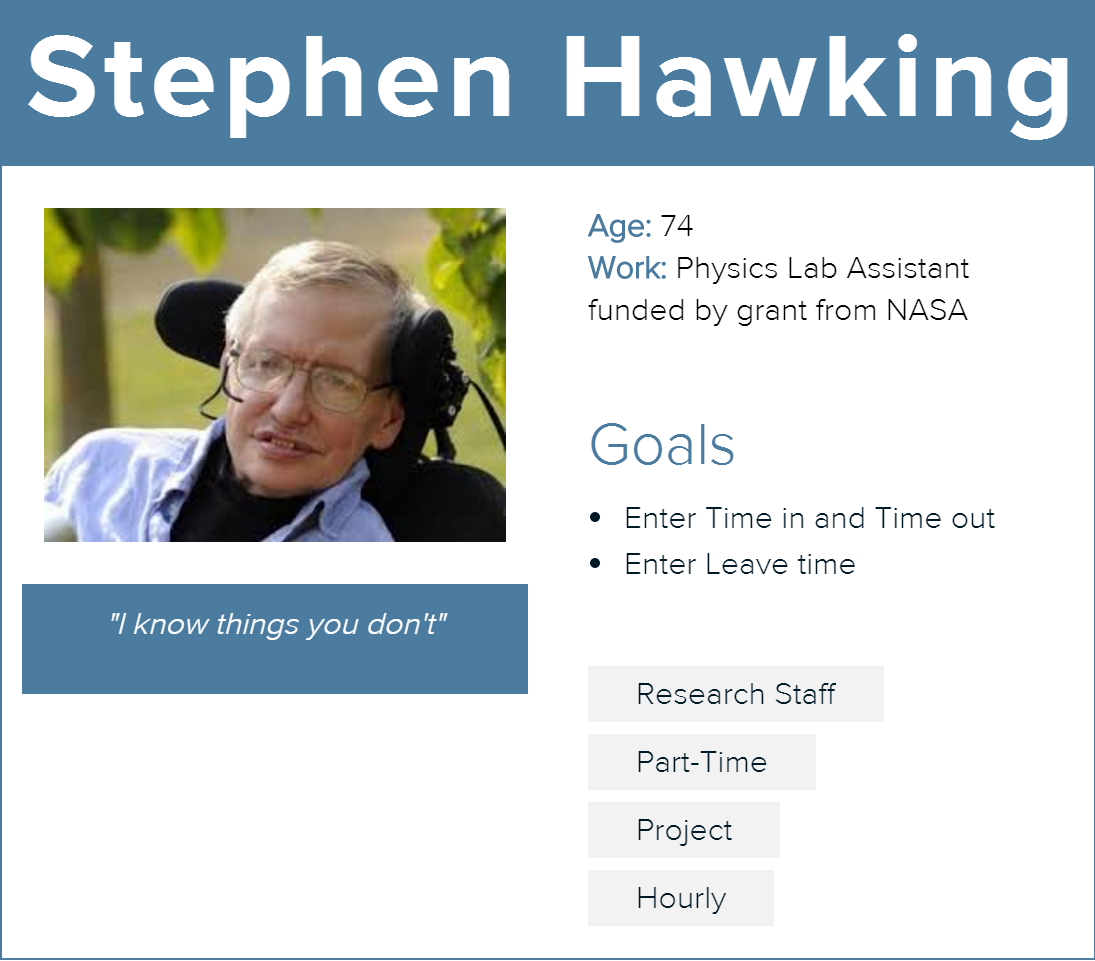 Stephen Hawking
Age: 74
Work: Physics Lab Assistant
funded by grant from NASA
Goals
• Enter Time in and Time out
• Enter Leave time
"I know things you don't"
Research Staff
Part-Time
Project
Hourly